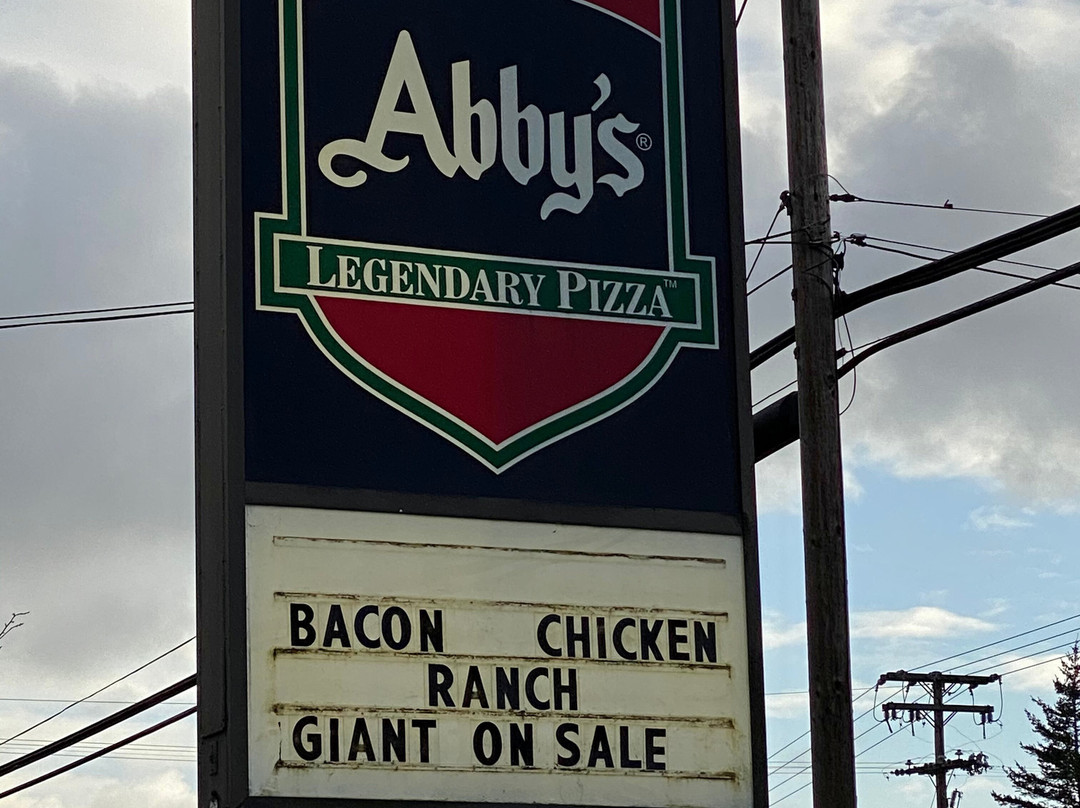 Abby's®
LEGENDARY PIZZA™
BACON CHICKEN
RANCH
GIANT ON SALE